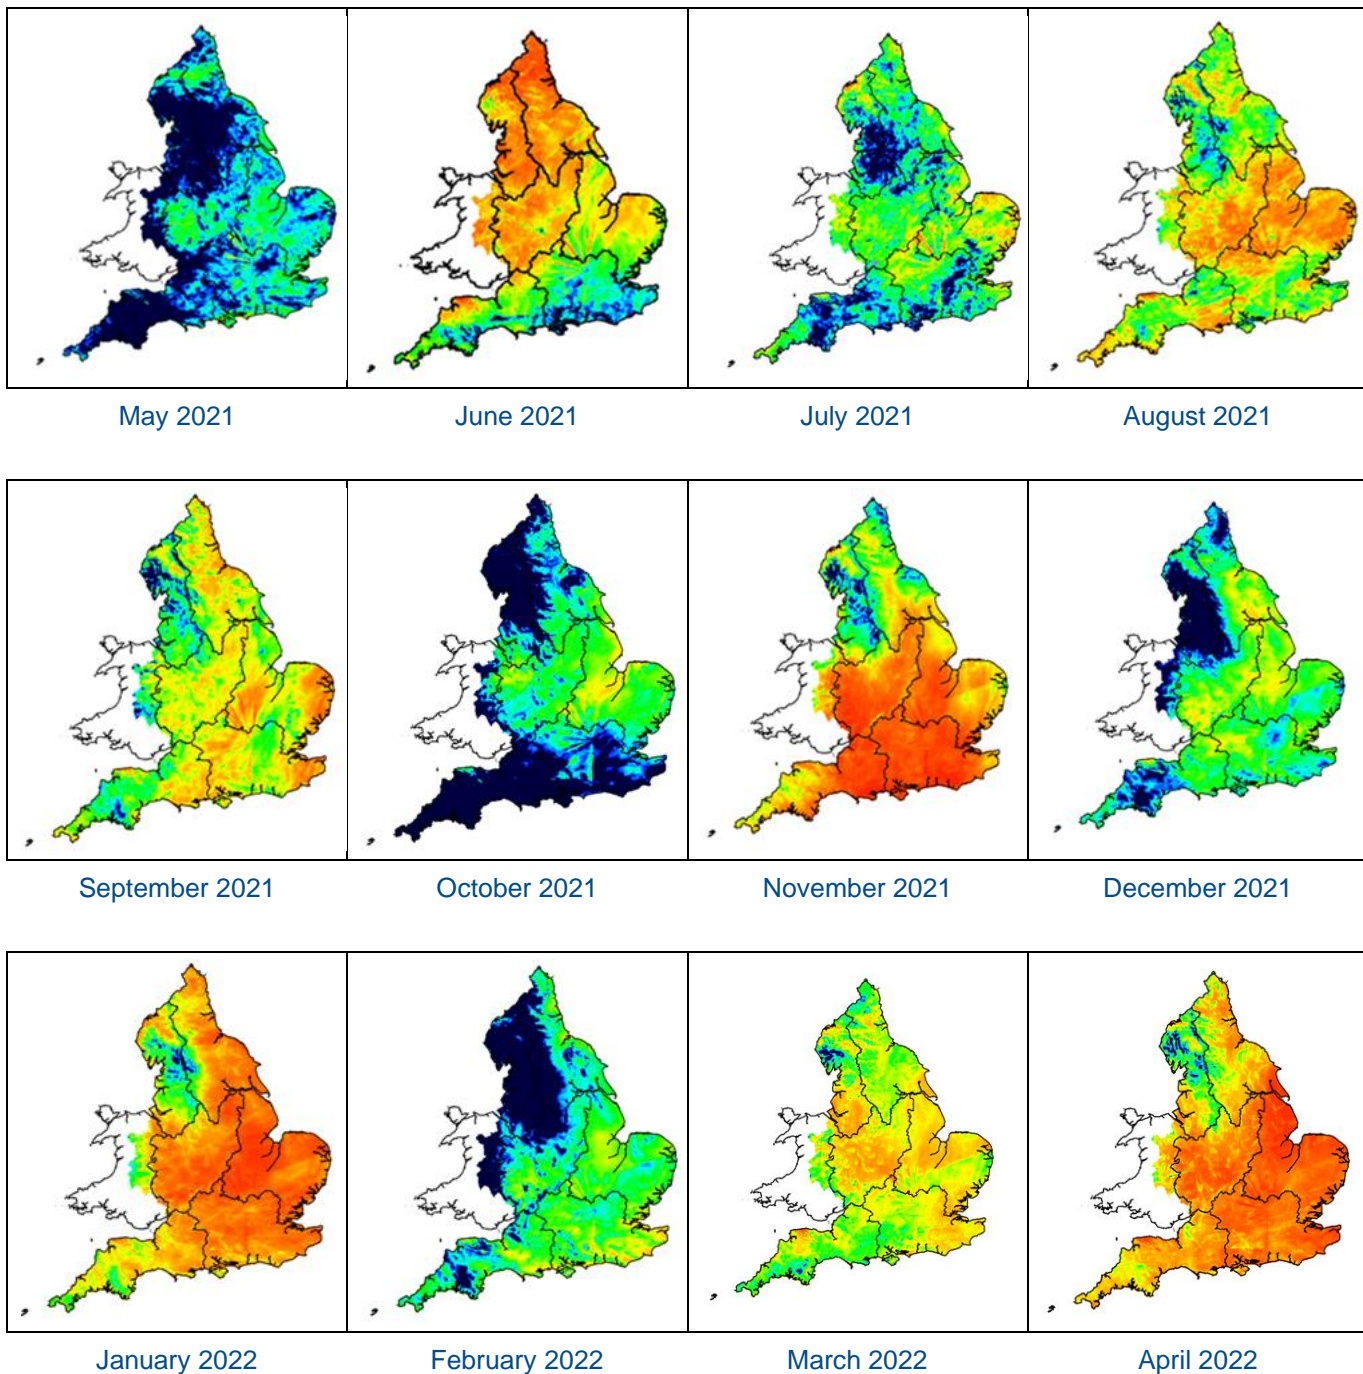 May 2021
June 2021
July 2021
August 2021
September 2021
October 2021
November 2021
December 2021
January 2022
February 2022
March 2022
April 2022